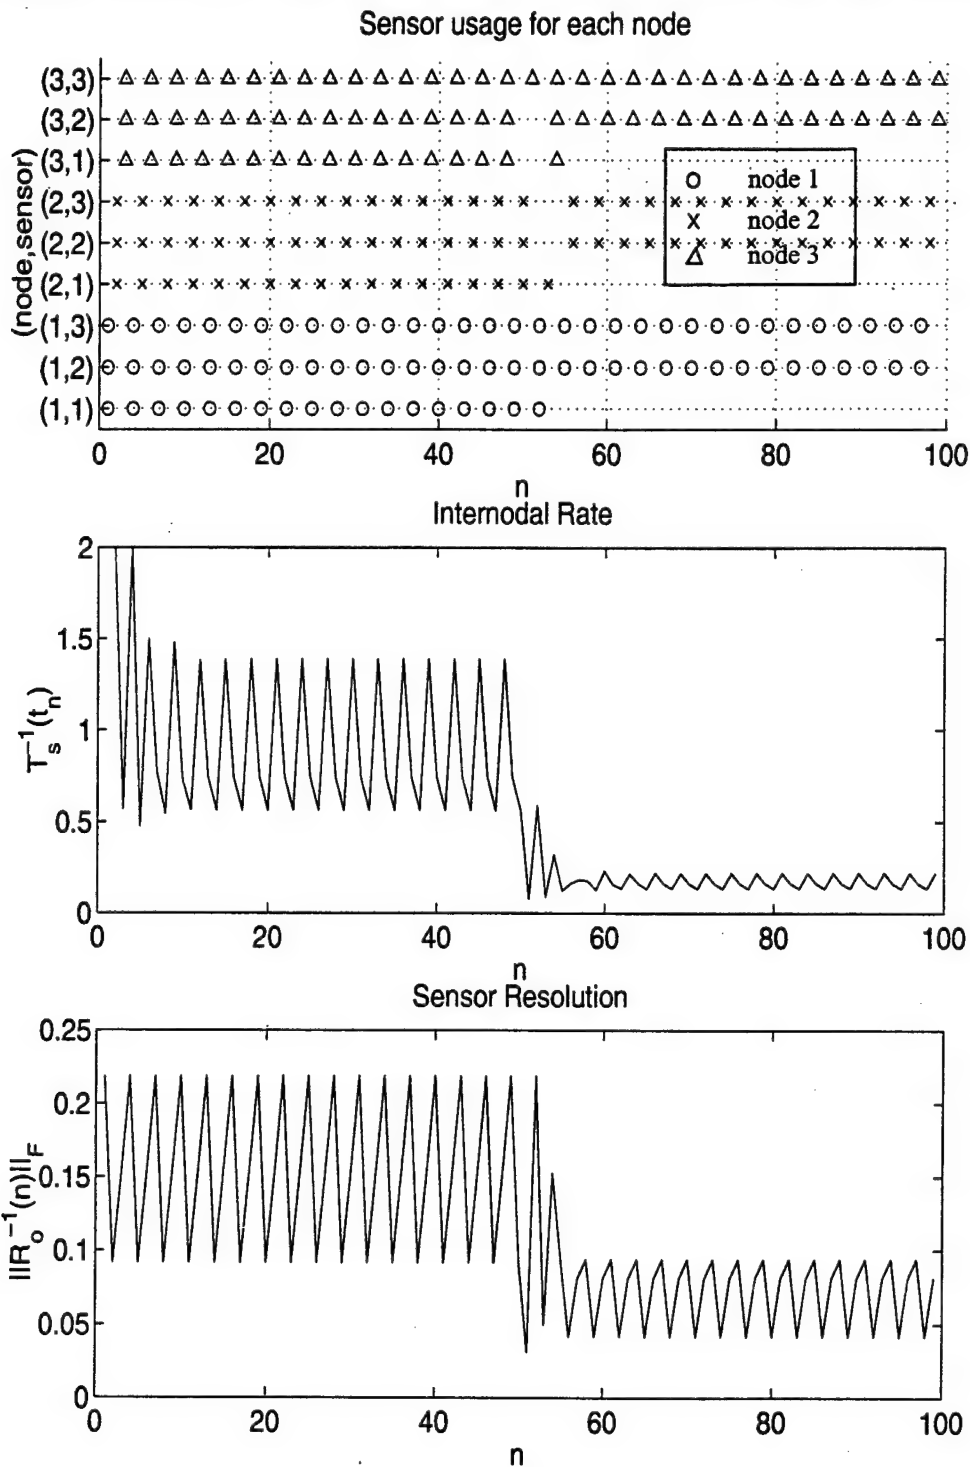 Sensor usage for each node
(node,sensor)
(3,3)
(3,2)
(3,1)
(2,3)
(2,2)
(2,1)
(1,3)
(1,2)
(1,1)
node 1
node 2
node 3
0 20 40 60 80 100
n
Internodal Rate
T_s^{-1}(t_n)
2
1.5
1
0.5
0
0 20 40 60 80 100
n
Sensor Resolution
||R_o^{-1}(n)||_F
0.25
0.2
0.15
0.1
0.05
0
0 20 40 60 80 100
n